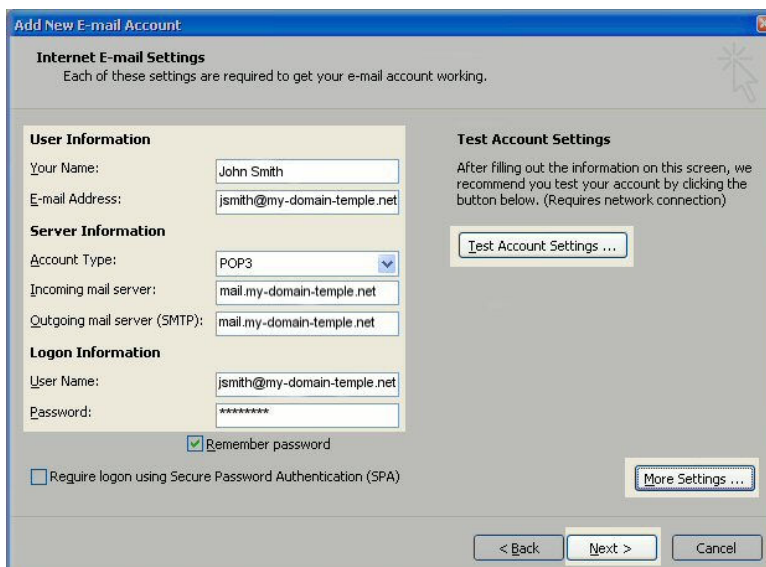 Add New E-mail Account
Internet E-mail Settings
Each of these settings are required to get your e-mail account working.
User Information
Your Name: John Smith
E-mail Address: jsmith@my-domain-temple.net
Server Information
Account Type: POP3
Incoming mail server: mail.my-domain-temple.net
Outgoing mail server (SMTP): mail.my-domain-temple.net
Logon Information
User Name: jsmith@my-domain-temple.net
Password: ********
Remember password
Require logon using Secure Password Authentication (SPA)
Test Account Settings
After filling out the information on this screen, we
recommend you test your account by clicking the
button below. (Requires network connection)
Test Account Settings ...
More Settings ...
< Back
Next >
Cancel